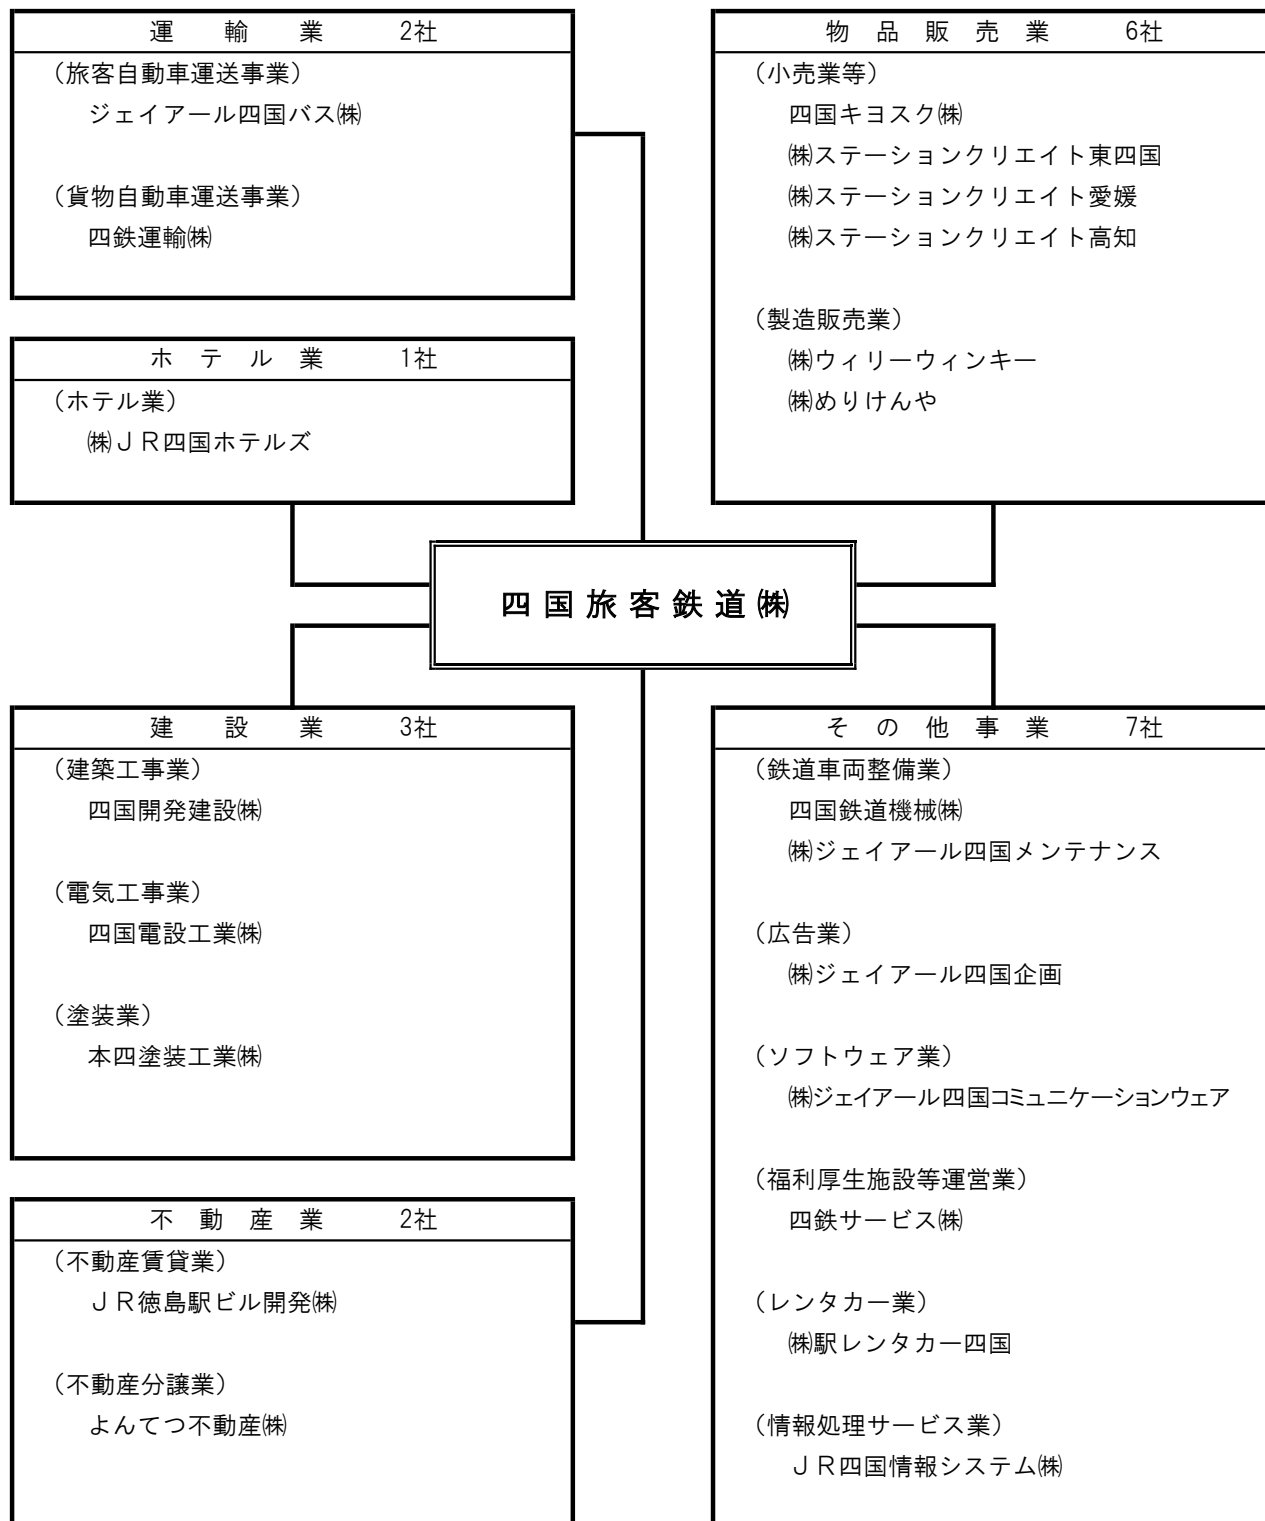 運輸業 2社
（旅客自動車運送事業）
ジェイアール四国バス㈱
（貨物自動車運送事業）
四鉄運輸㈱
ホテル業 1社
（ホテル業）
㈱ＪＲ四国ホテルズ
物品販売業 6社
（小売業等）
四国キヨスク㈱
㈱ステーションクリエイト東四国
㈱ステーションクリエイト愛媛
㈱ステーションクリエイト高知
（製造販売業）
㈱ウィリーウィンキー
㈱めりけんや
四国旅客鉄道㈱
建設業 3社
（建築工事業）
四国開発建設㈱
（電気工事業）
四国電設工業㈱
（塗装業）
本四塗装工業㈱
不動産業 2社
（不動産賃貸業）
ＪＲ徳島駅ビル開発㈱
（不動産分譲業）
よんてつ不動産㈱
その他事業 7社
（鉄道車両整備業）
四国鉄道機械㈱
㈱ジェイアール四国メンテナンス
（広告業）
㈱ジェイアール四国企画
（ソフトウェア業）
㈱ジェイアール四国コミュニケーションウェア
（福利厚生施設等運営業）
四鉄サービス㈱
（レンタカー業）
㈱駅レンタカー四国
（情報処理サービス業）
ＪＲ四国情報システム㈱